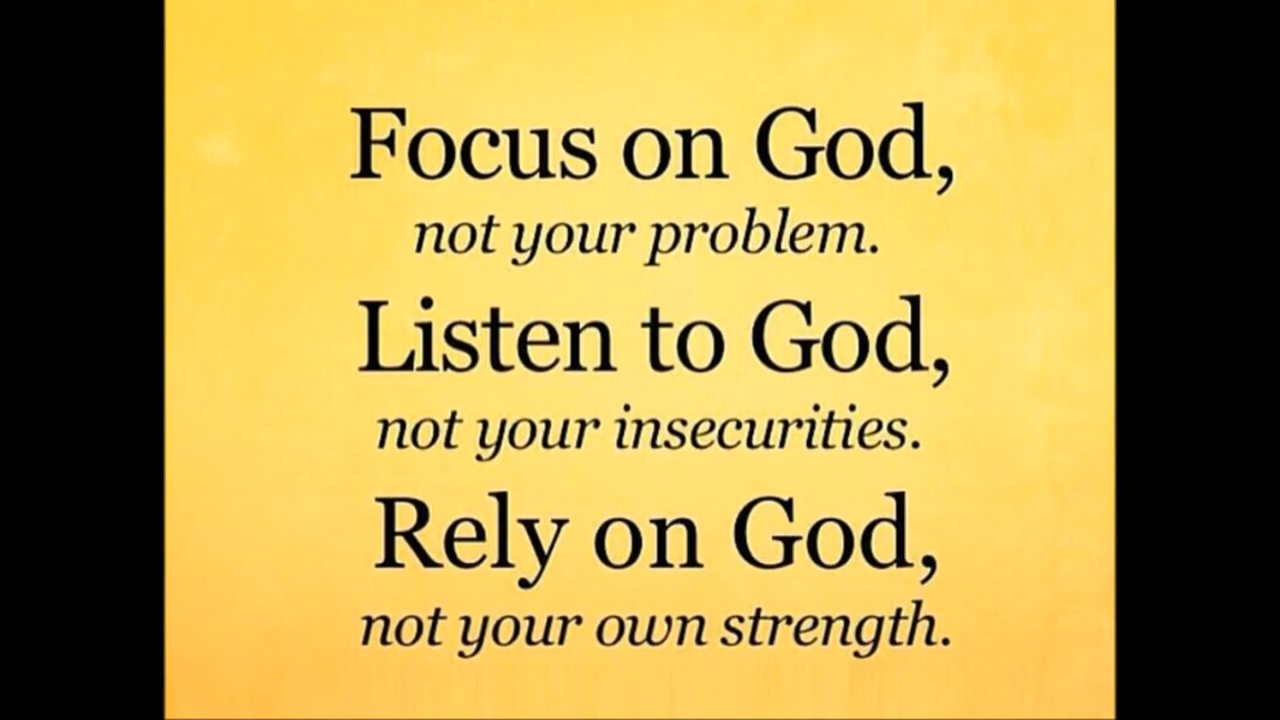 Focus on God,
not your problem.
Listen to God,
not your insecurities.
Rely on God,
not your own strength.